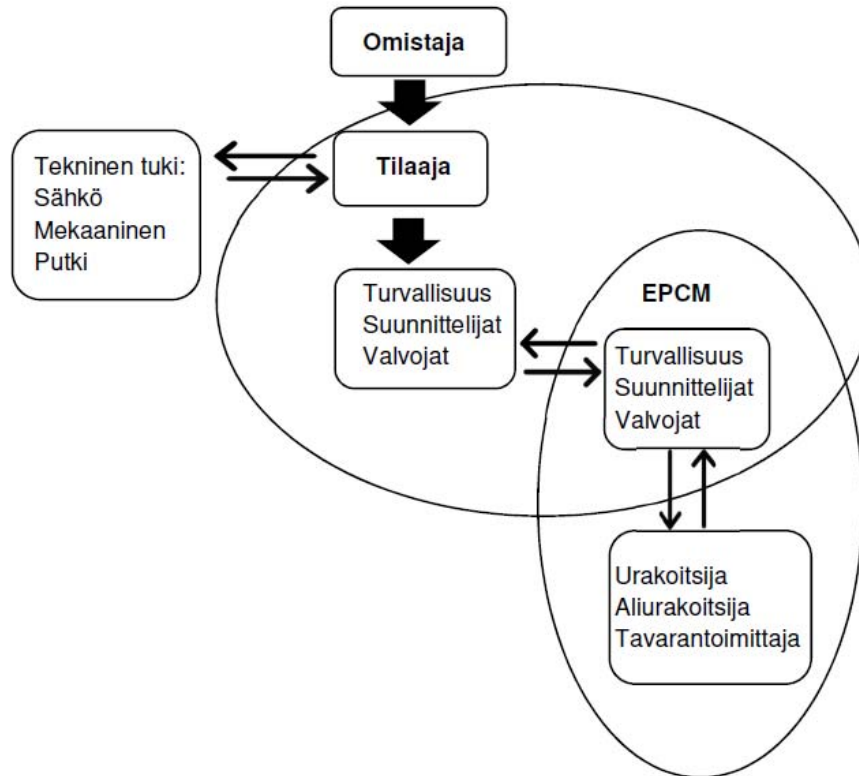 Omistaja
Tilaaja
Tekninen tuki:
Sähkö
Mekaaninen
Putki
Turvallisuus
Suunnittelijat
Valvojat
EPCM
Turvallisuus
Suunnittelijat
Valvojat
Urakoitsija
Aliurakoitsija
Tavarantoimittaja